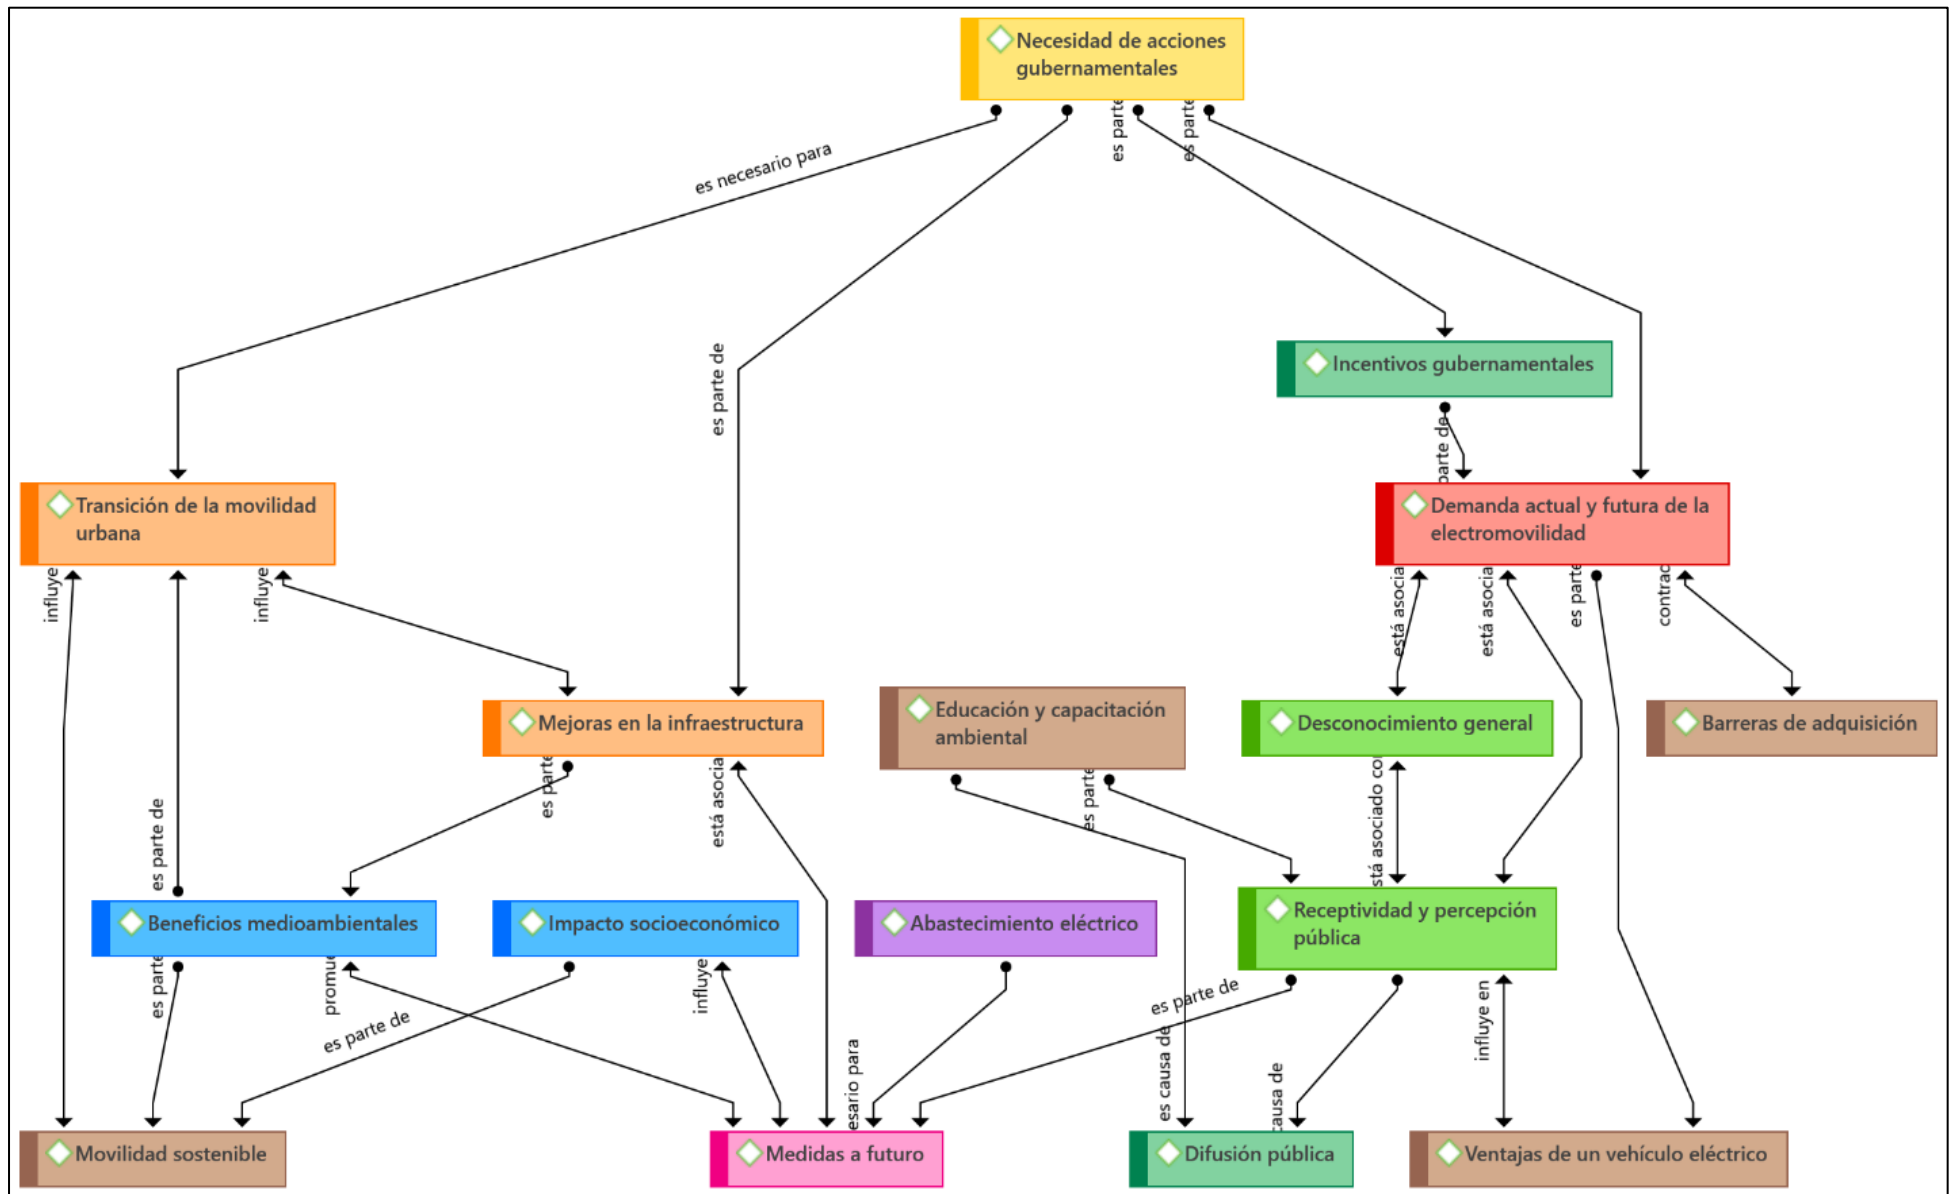 Necesidad de acciones
gubernamentales
es parte
es parte
es necesario para
es parte de
Incentivos gubernamentales
parte de
Transición de la movilidad
urbana
Demanda actual y futura de la
electromovilidad
influye
influye
está asocia
está asocia
es parte
contrac
Mejoras en la infraestructura
Educación y capacitación
ambiental
Desconocimiento general
Barreras de adquisición
es parte de
es parte
está asocia
es parte
stá asociado co
Beneficios medioambientales
Impacto socioeconómico
Abastecimiento eléctrico
Receptividad y percepción
pública
es parte
promue
es parte de
influye
esario para
es parte de
es causa de
causa de
influye en
Movilidad sostenible
Medidas a futuro
Difusión pública
Ventajas de un vehículo eléctrico